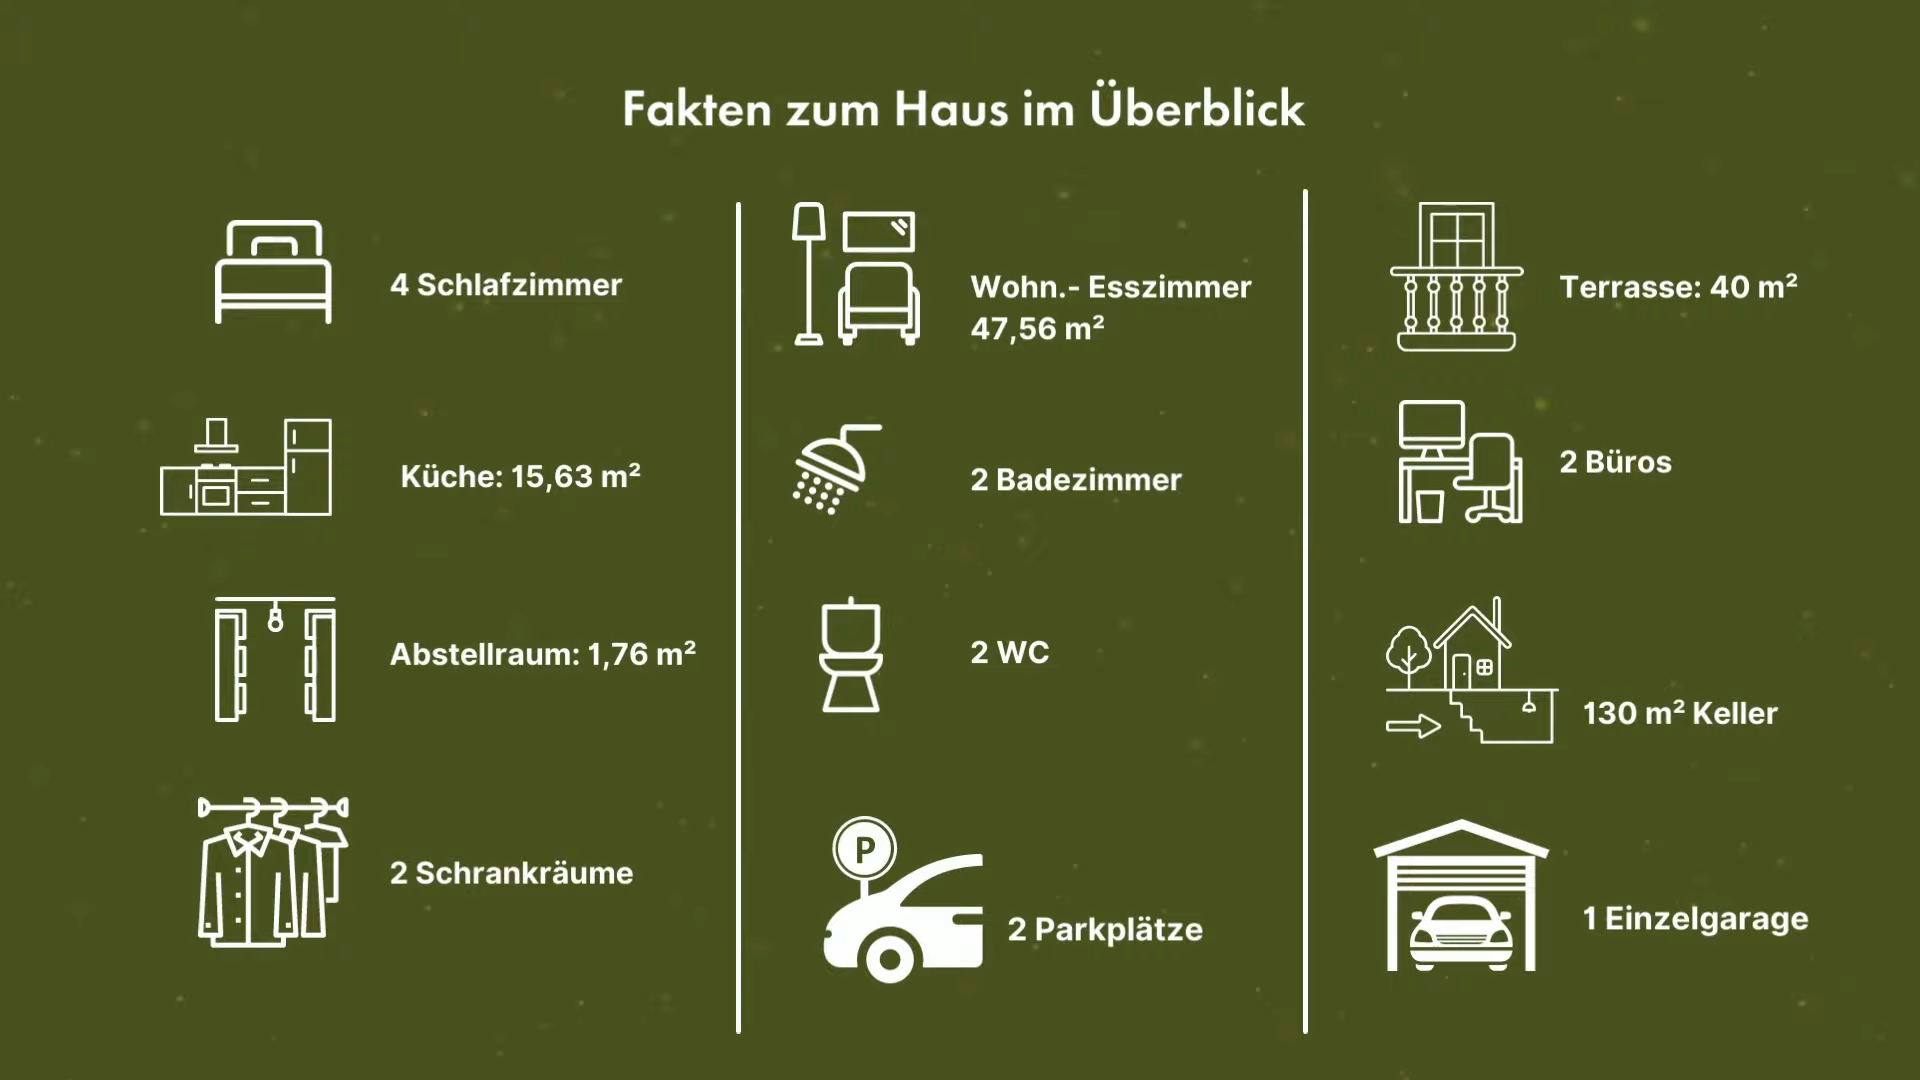 Fakten zum Haus im Überblick
4 Schlafzimmer
Küche: 15,63 m²
Abstellraum: 1,76 m²
2 Schrankräume
Wohn.- Esszimmer
47,56 m²
2 Badezimmer
2 WC
P
2 Parkplätze
Terrasse: 40 m²
2 Büros
130 m² Keller
1 Einzelgarage